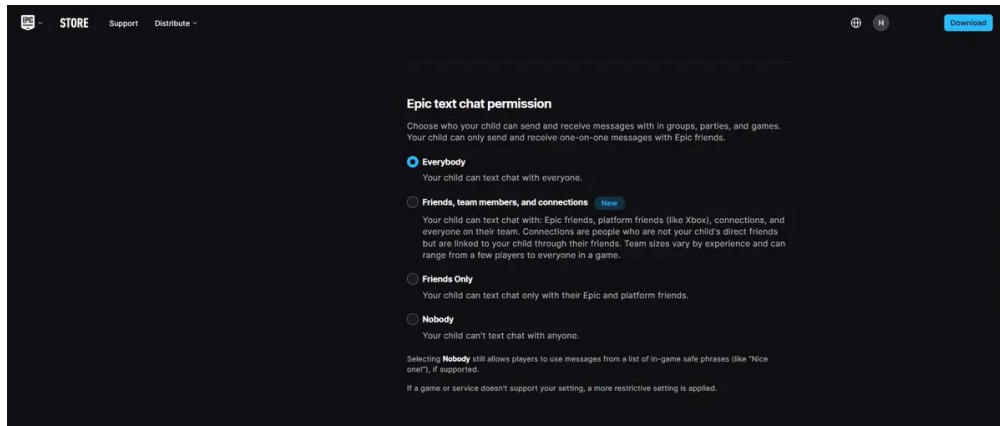 EPIC GAMES
STORE
Support
Distribute
H
Download
Epic text chat permission
Choose who your child can send and receive messages with in groups, parties, and games.
Your child can only send and receive one-on-one messages with Epic friends.
Everybody
Your child can text chat with everyone.
Friends, team members, and connections New
Your child can text chat with: Epic friends, platform friends (like Xbox), connections, and
everyone on their team. Connections are people who are not your child's direct friends
but are linked to your child through their friends. Team sizes vary by experience and can
range from a few players to everyone in a game.
Friends Only
Your child can text chat only with their Epic and platform friends.
Nobody
Your child can't text chat with anyone.
Selecting Nobody still allows players to use messages from a list of in-game safe phrases (like "Nice
one!"), if supported.
If a game or service doesn't support your setting, a more restrictive setting is applied.